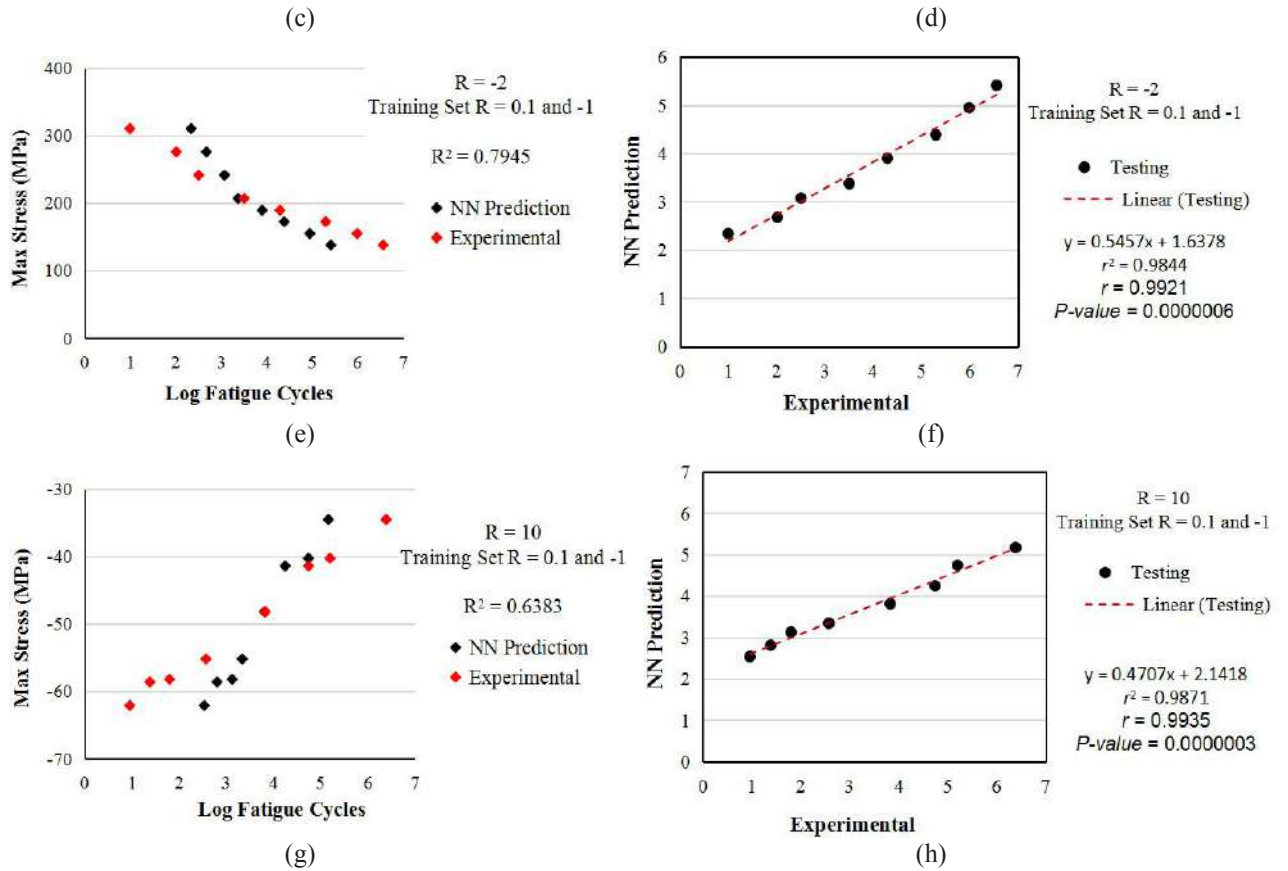 (c)
(d)
400
300
200
100
0
0 1 2 3 4 5 6 7
Max Stress (MPa)
Log Fatigue Cycles
R = -2
Training Set R = 0.1 and -1
R² = 0.7945
NN Prediction
Experimental
6
5
4
3
2
1
0
0 1 2 3 4 5 6 7
NN Prediction
Experimental
R = -2
Training Set R = 0.1 and -1
Testing
Linear (Testing)
y = 0.5457x + 1.6378
r² = 0.9844
r = 0.9921
P-value = 0.0000006
(e)
(f)
-30
-40
-50
-60
-70
0 1 2 3 4 5 6 7
Max Stress (MPa)
Log Fatigue Cycles
R = 10
Training Set R = 0.1 and -1
R² = 0.6383
NN Prediction
Experimental
7
6
5
4
3
2
1
0
0 1 2 3 4 5 6 7
NN Prediction
Experimental
R = 10
Training Set R = 0.1 and -1
Testing
Linear (Testing)
y = 0.4707x + 2.1418
r² = 0.9871
r = 0.9935
P-value = 0.0000003
(g)
(h)